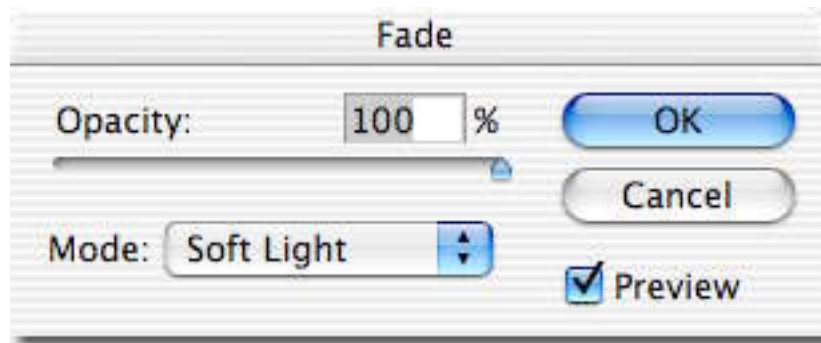 Fade
Opacity: 100 %
OK
Cancel
Mode: Soft Light
Preview